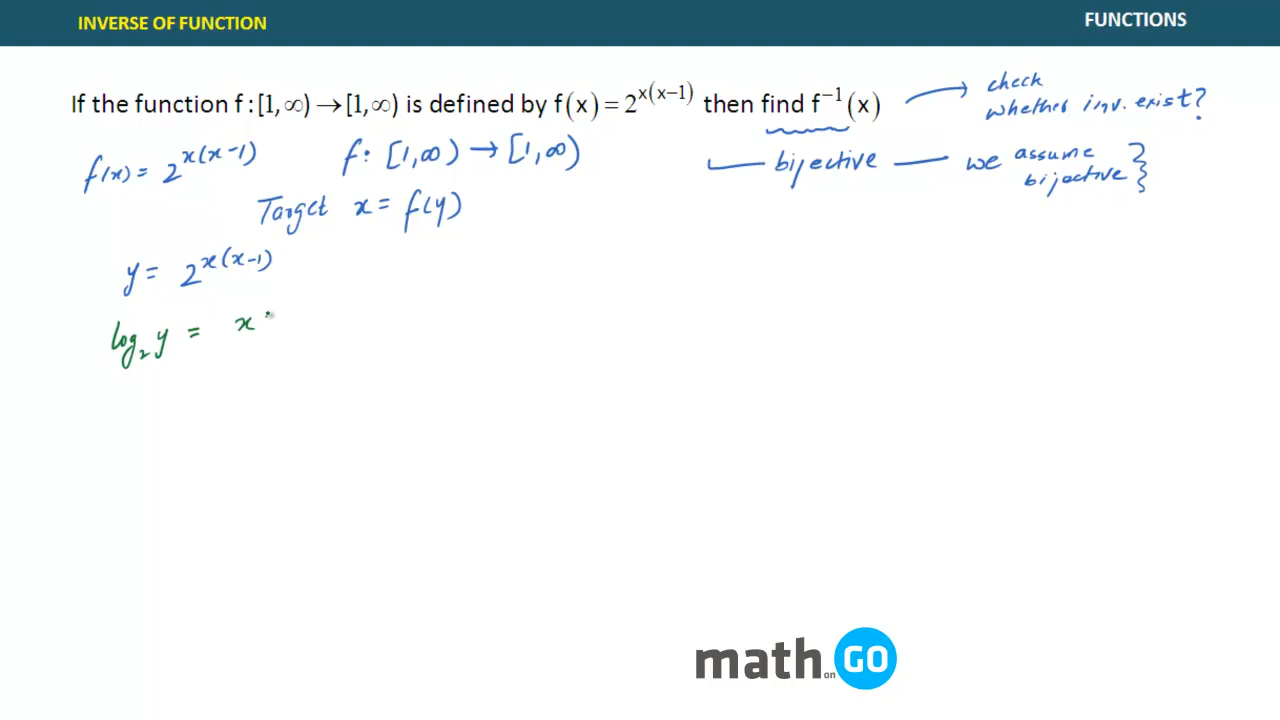 INVERSE OF FUNCTION
FUNCTIONS
If the function f : [1, ∞) → [1, ∞) is defined by f(x) = 2^{x(x−1)} then find f^{−1}(x)
check
whether inv. exist?
f(x) = 2^{x(x−1)} f: [1, ∞) → [1, ∞)
bijective
we assume
bijective
Target x = f(y)
y = 2^{x(x−1)}
log₂ y = x
math on GO